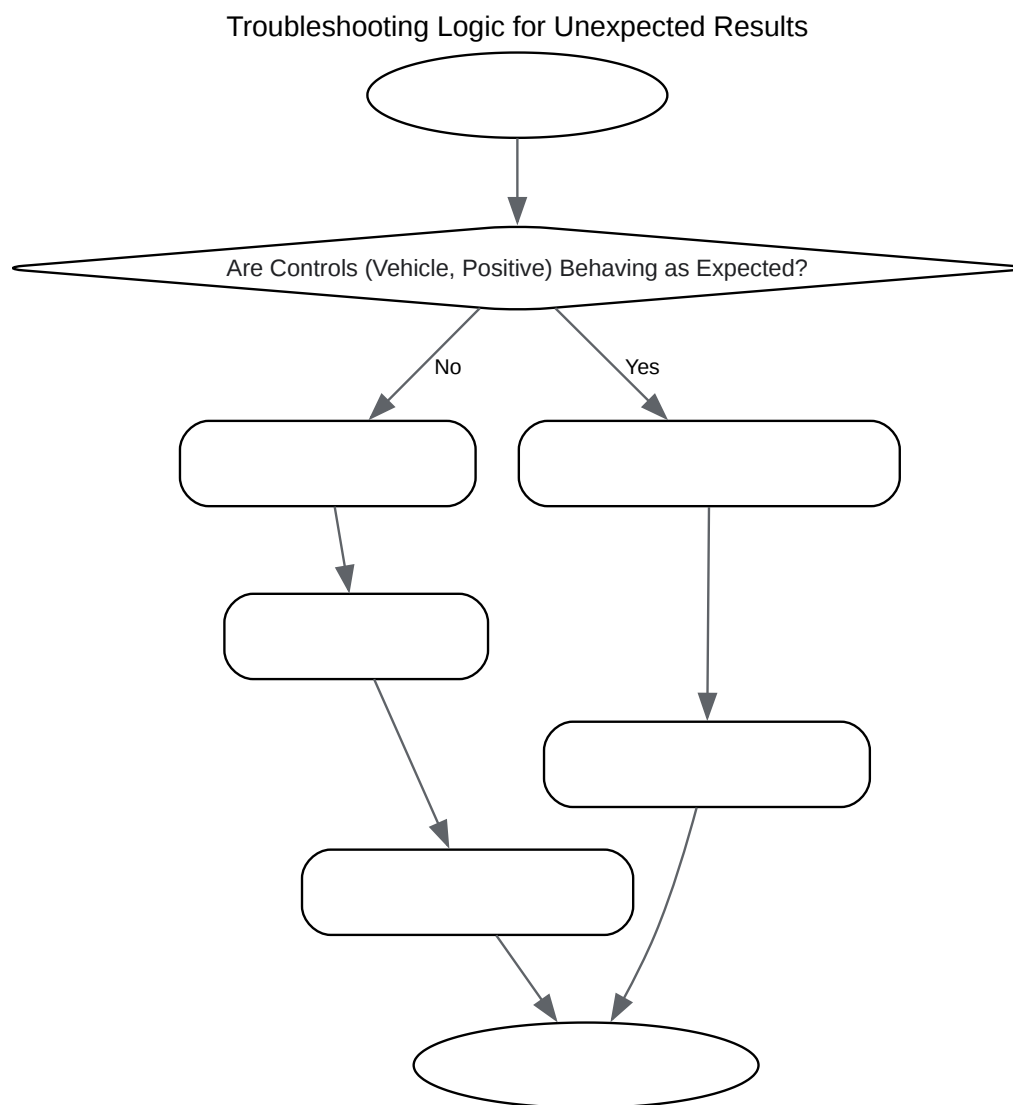 Troubleshooting Logic for Unexpected Results
Are Controls (Vehicle, Positive) Behaving as Expected?
No
Yes